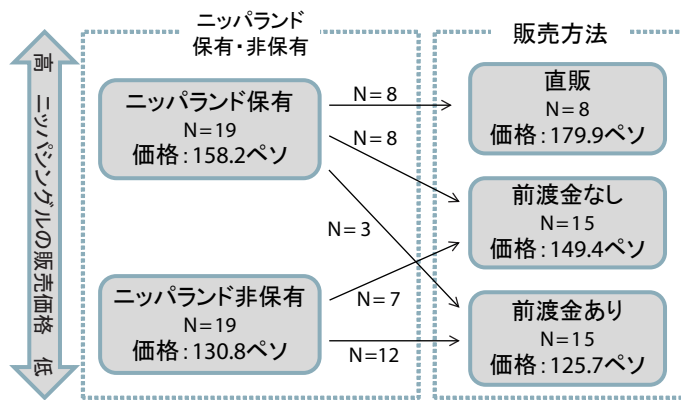 高 ニッパシングルの販売価格 低
ニッパランド
保有・非保有
ニッパランド保有
N=19
価格:158.2ペソ
ニッパランド非保有
N=19
価格:130.8ペソ
N=8
N=8
N=3
N=7
N=12
販売方法
直販
N=8
価格:179.9ペソ
前渡金なし
N=15
価格:149.4ペソ
前渡金あり
N=15
価格:125.7ペソ